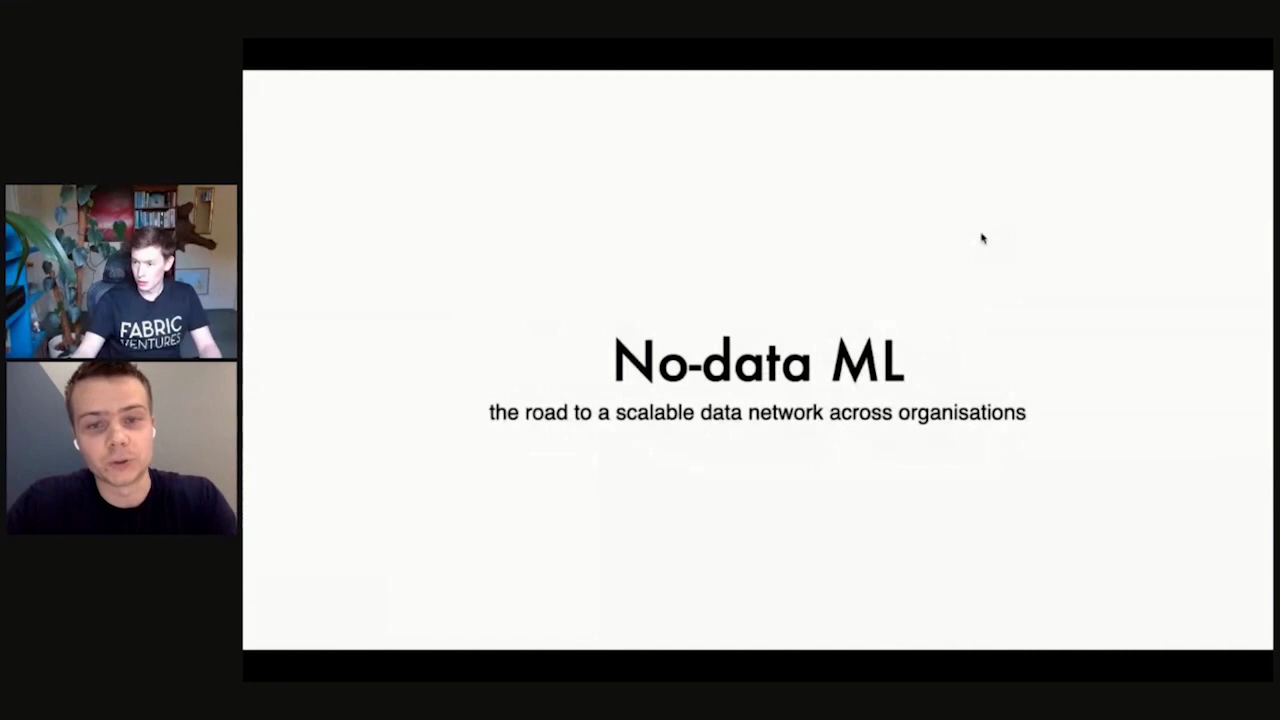 FABRIC
VENTURES
No-data ML
the road to a scalable data network across organisations